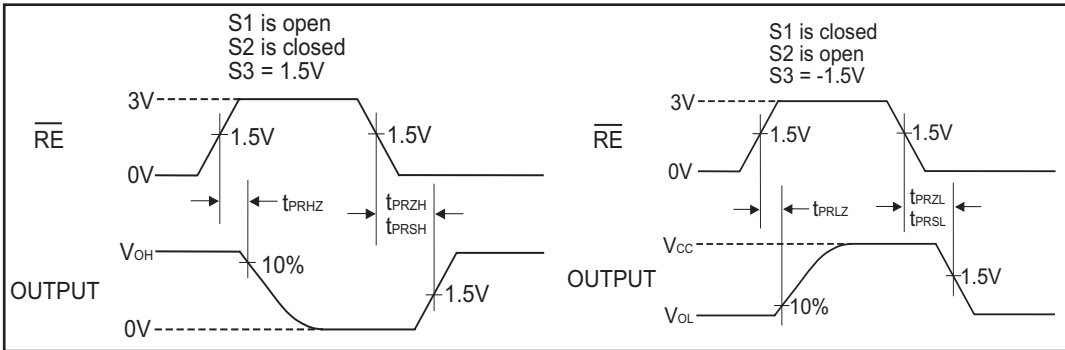 S1 is open
S2 is closed
S3 = 1.5V
3V
RE
1.5V
1.5V
0V
tPRHZ
tPRZH
tPRSH
VOH
10%
OUTPUT
1.5V
0V
S1 is closed
S2 is open
S3 = -1.5V
3V
RE
1.5V
1.5V
0V
tPRLZ
tPRZL
tPRSL
VCC
OUTPUT
1.5V
10%
VOL